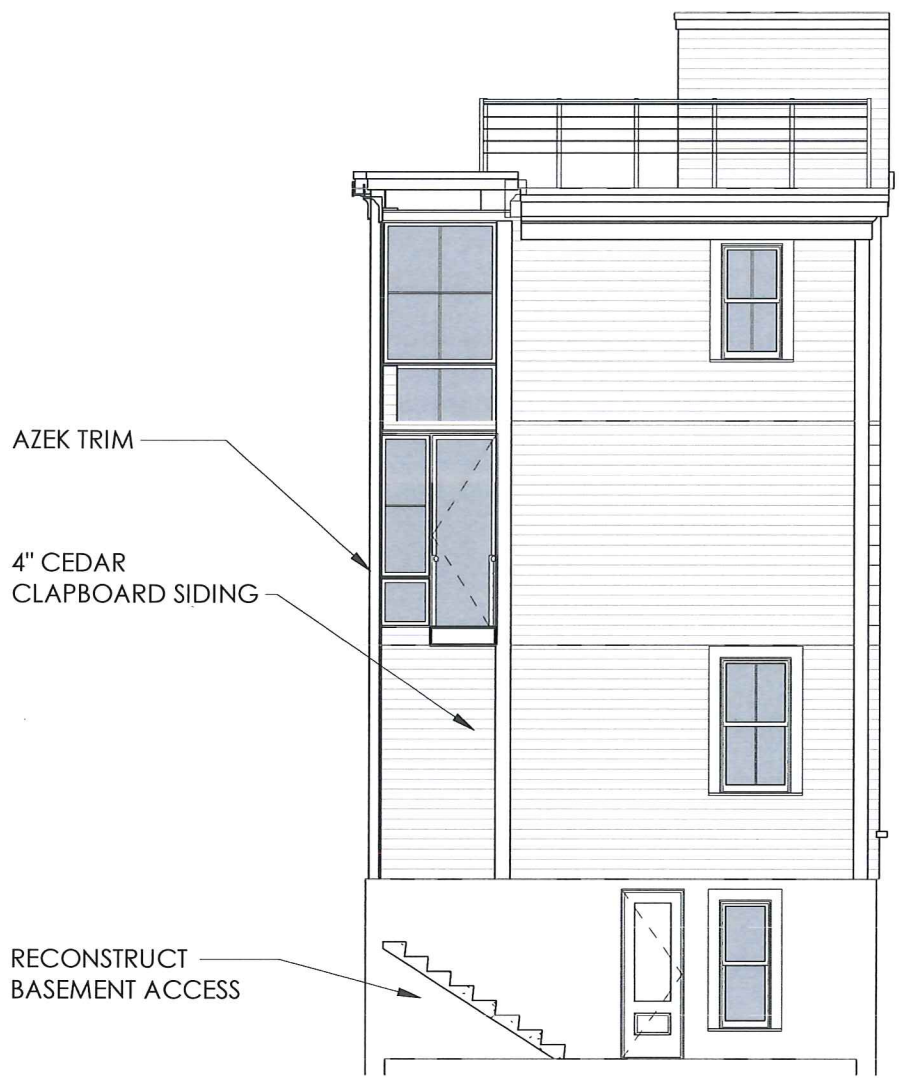 AZEK TRIM
4" CEDAR
CLAPBOARD SIDING
RECONSTRUCT
BASEMENT ACCESS